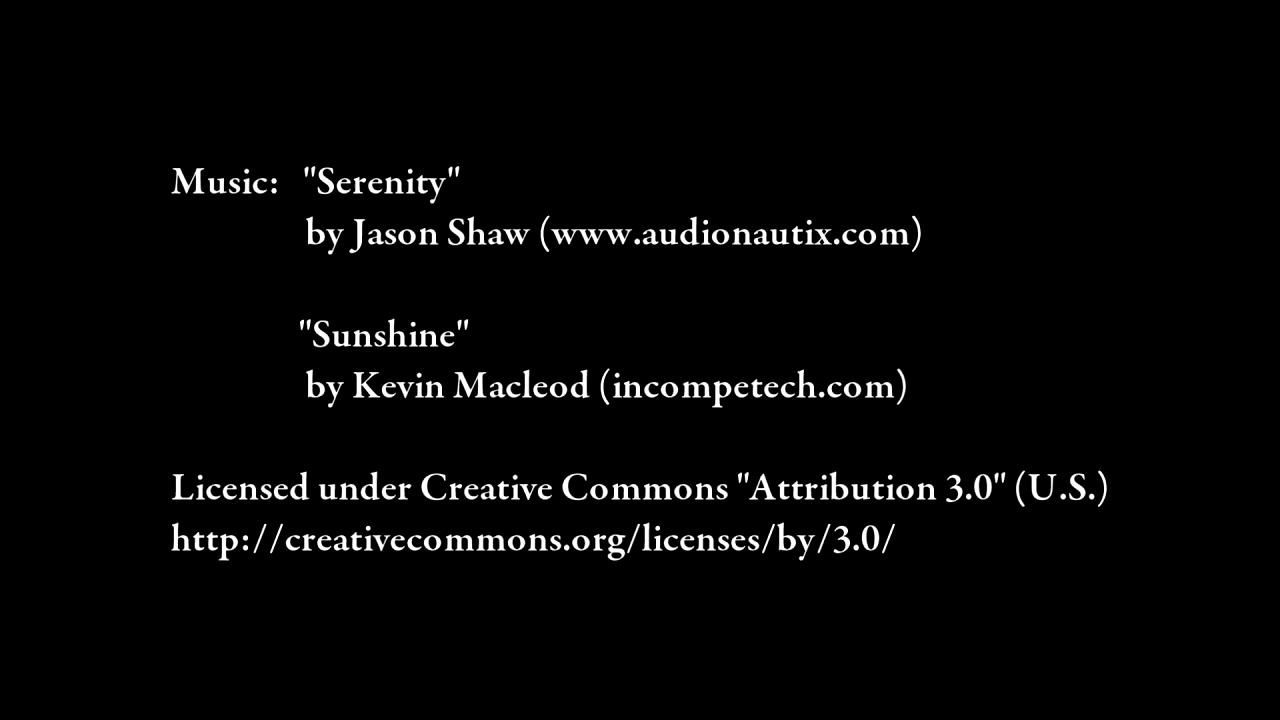 Music: "Serenity"
by Jason Shaw (www.audionautix.com)
"Sunshine"
by Kevin Macleod (incompetech.com)
Licensed under Creative Commons "Attribution 3.0" (U.S.)
http://creativecommons.org/licenses/by/3.0/